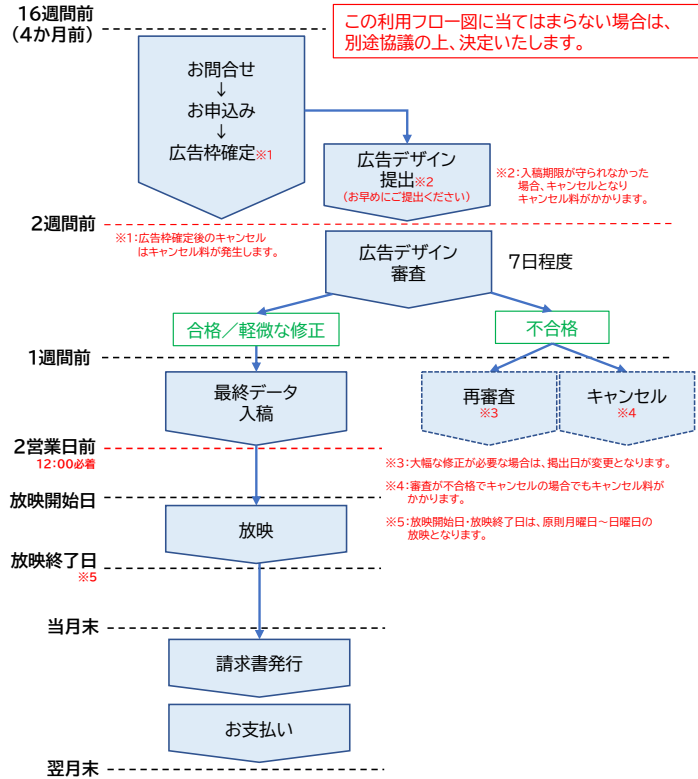 16週間前
(4か月前)
この利用フロー図に当てはまらない場合は、
別途協議の上、決定いたします。
お問合せ
↓
お申込み
↓
広告枠確定※1
広告デザイン
提出※2
(お早めにご提出ください)
※2:入稿期限が守られなかった
場合、キャンセルとなり
キャンセル料がかかります。
2週間前
※1:広告枠確定後のキャンセル
はキャンセル料が発生します。
広告デザイン
審査
7日程度
合格/軽微な修正
不合格
1週間前
最終データ
入稿
再審査
※3
キャンセル
※4
2営業日前
12:00必着
※3:大幅な修正が必要な場合は、掲出日が変更となります。
※4:審査が不合格でキャンセルの場合でもキャンセル料が
かかります。
放映開始日
※5:放映開始日・放映終了日は、原則月曜日~日曜日の
放映となります。
放映
放映終了日
※5
当月末
請求書発行
お支払い
翌月末